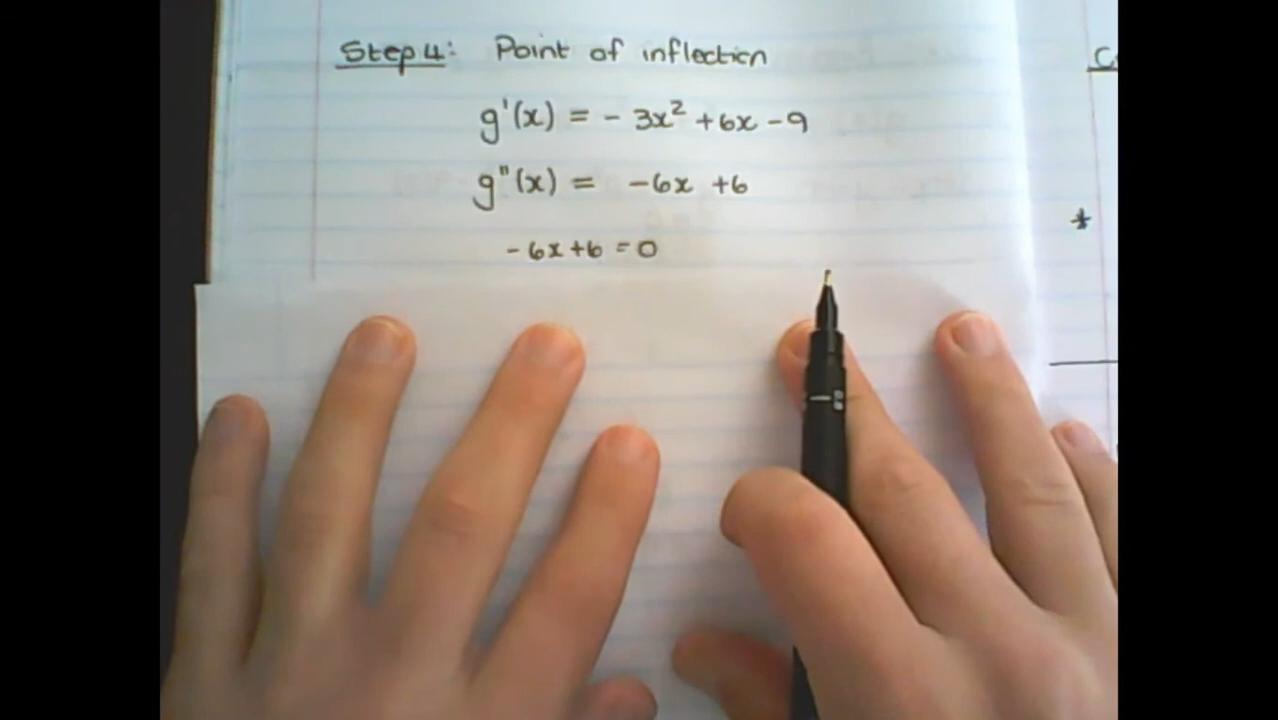 Step 4: Point of inflection
g'(x) = - 3x² + 6x - 9
g"(x) = -6x + 6
- 6x + 6 = 0
*